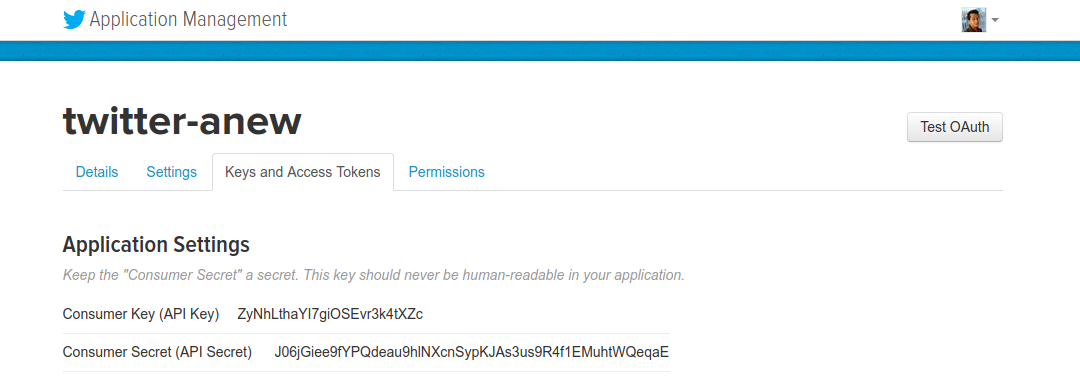 Application Management
twitter-anew
Test OAuth
Details Settings Keys and Access Tokens Permissions
Application Settings
Keep the "Consumer Secret" a secret. This key should never be human-readable in your application.
Consumer Key (API Key) ZyNhLthaYI7giOSEvr3k4tXZc
Consumer Secret (API Secret) J06jGiee9fYPQdeau9hlNXcnSypKJAs3us9R4f1EMuhtWQeqaE